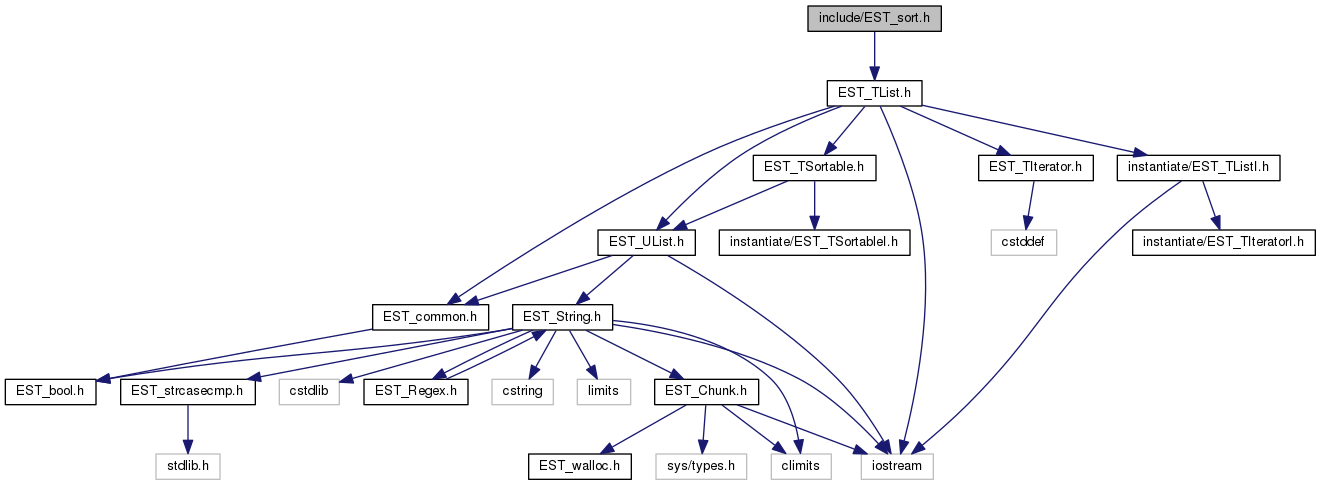 include/EST_sort.h
EST_TList.h
EST_TSortable.h
EST_TIterator.h
instantiate/EST_TListI.h
EST_UList.h
instantiate/EST_TSortableI.h
cstddef
instantiate/EST_TIteratorI.h
EST_common.h
EST_String.h
EST_bool.h
EST_strcasecmp.h
cstdlib
EST_Regex.h
cstring
limits
EST_Chunk.h
stdlib.h
EST_walloc.h
sys/types.h
climits
iostream